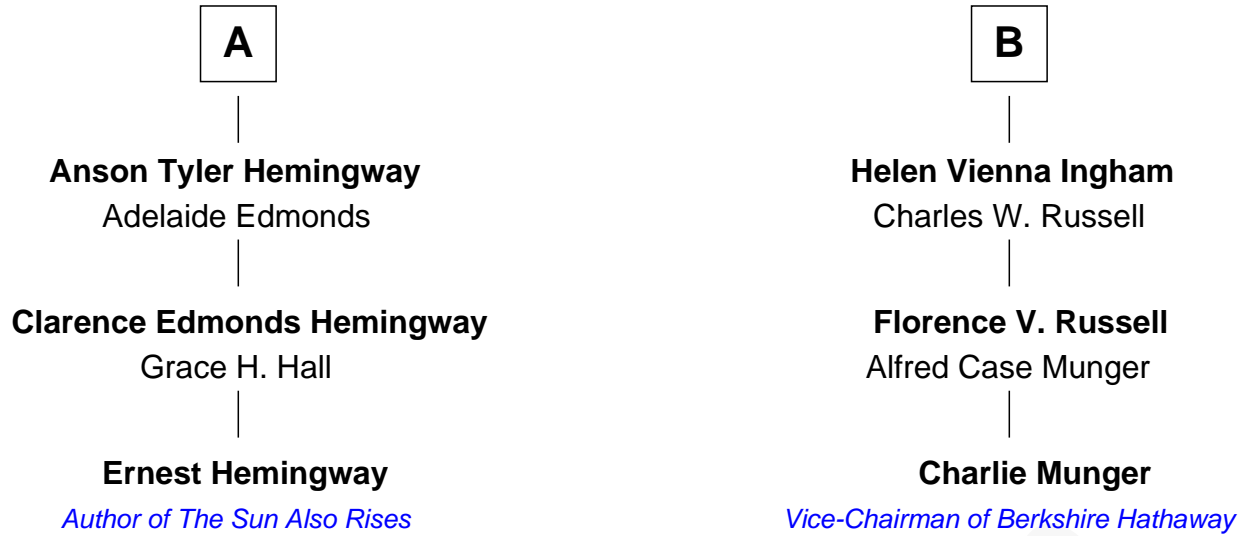 A
Anson Tyler Hemingway
Adelaide Edmonds
Clarence Edmonds Hemingway
Grace H. Hall
Ernest Hemingway
Author of The Sun Also Rises
B
Helen Vienna Ingham
Charles W. Russell
Florence V. Russell
Alfred Case Munger
Charlie Munger
Vice-Chairman of Berkshire Hathaway